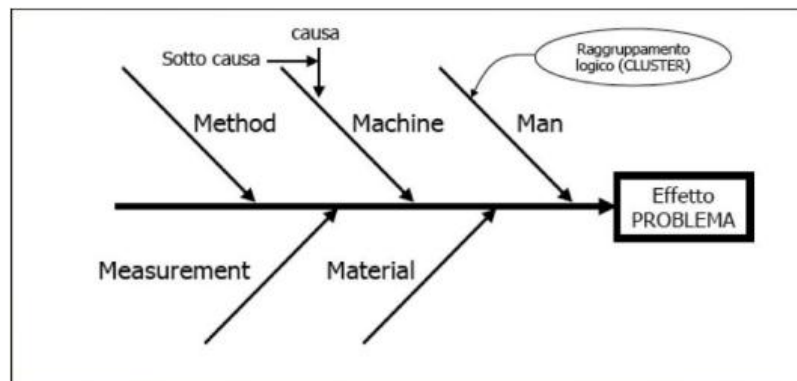 causa
Sotto causa
Raggruppamento
logico (CLUSTER)
Method
Machine
Man
Effetto
PROBLEMA
Measurement
Material